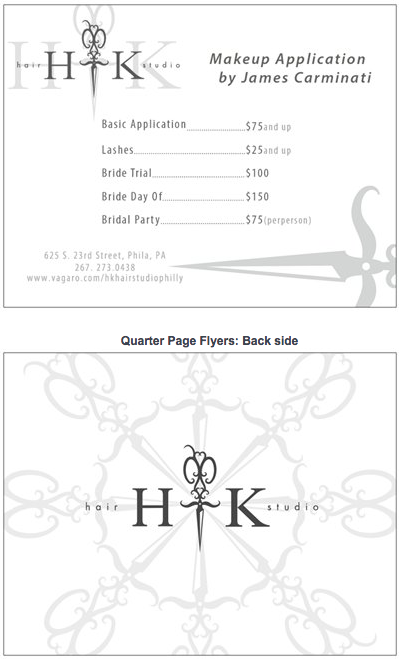 hair H K studio
Makeup Application
by James Carminati
Basic Application $75 and up
Lashes $25 and up
Bride Trial $100
Bride Day Of $150
Bridal Party $75 (perperson)
625 S. 23rd Street, Phila, PA
267. 273.0438
www.vagaro.com/hkhairstudiophilly
Quarter Page Flyers: Back side
hair H K studio